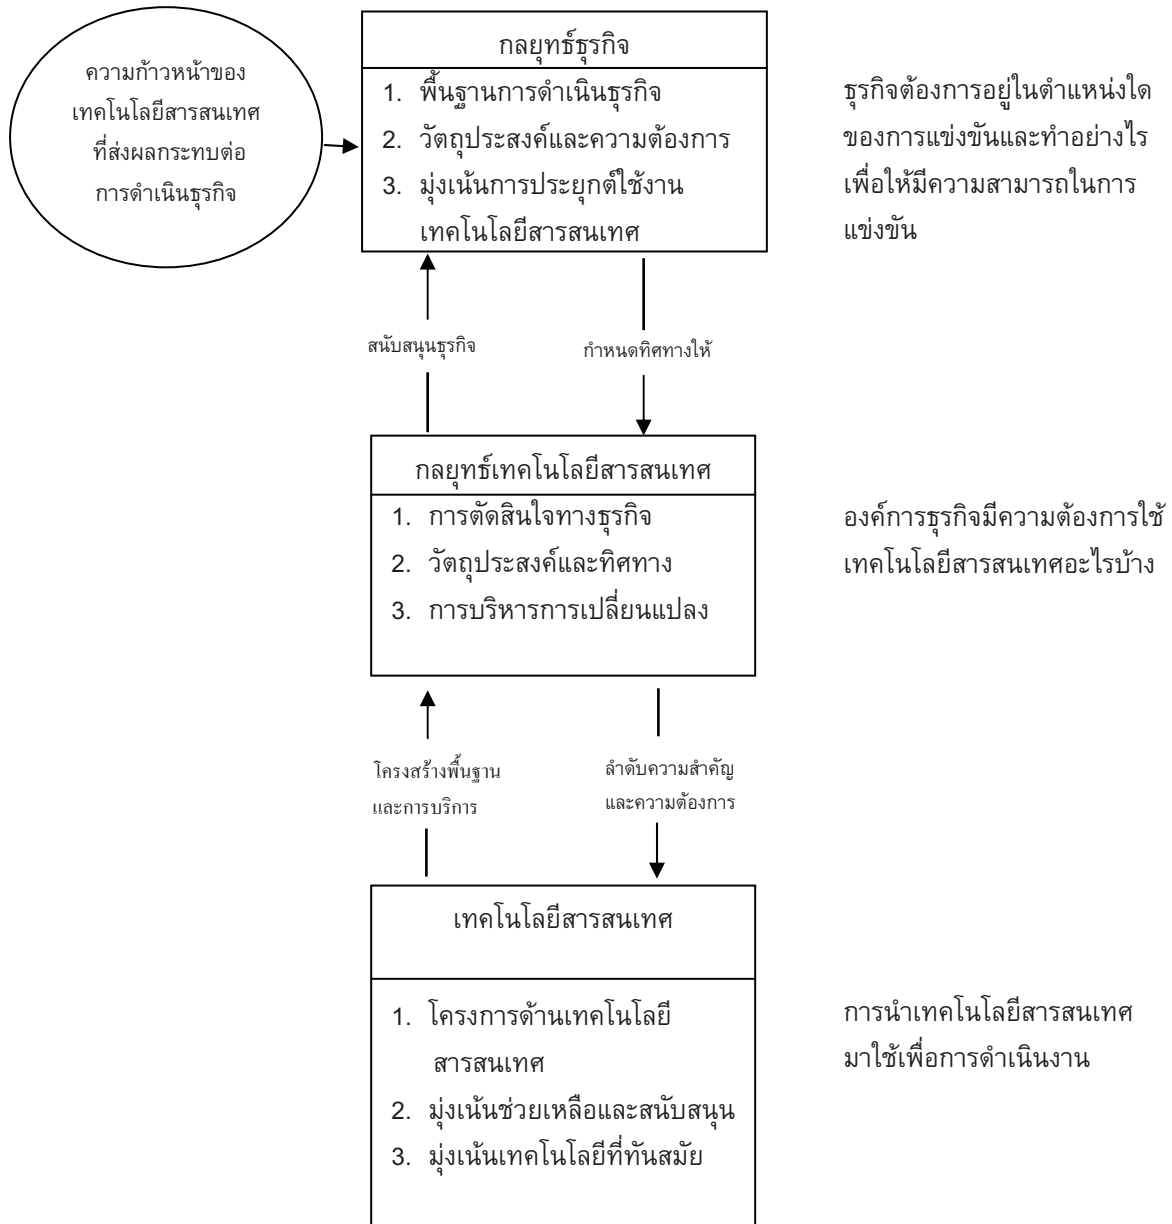 ความก้าวหน้าของ
เทคโนโลยีสารสนเทศ
ที่ส่งผลกระทบต่อ
การดำเนินธุรกิจ
กลยุทธ์ธุรกิจ
1. พื้นฐานการดำเนินธุรกิจ
2. วัตถุประสงค์และความต้องการ
3. มุ่งเน้นการประยุกต์ใช้งาน
เทคโนโลยีสารสนเทศ
ธุรกิจต้องการอยู่ในตำแหน่งใด
ของการแข่งขันและทำอย่างไร
เพื่อให้มีความสามารถในการ
แข่งขัน
สนับสนุนธุรกิจ
กำหนดทิศทางให้
กลยุทธ์เทคโนโลยีสารสนเทศ
1. การตัดสินใจทางธุรกิจ
2. วัตถุประสงค์และทิศทาง
3. การบริหารการเปลี่ยนแปลง
องค์การธุรกิจมีความต้องการใช้
เทคโนโลยีสารสนเทศอะไรบ้าง
โครงสร้างพื้นฐาน
และการบริการ
ลำดับความสำคัญ
และความต้องการ
เทคโนโลยีสารสนเทศ
1. โครงการด้านเทคโนโลยี
สารสนเทศ
2. มุ่งเน้นช่วยเหลือและสนับสนุน
3. มุ่งเน้นเทคโนโลยีที่ทันสมัย
การนำเทคโนโลยีสารสนเทศ
มาใช้เพื่อการดำเนินงาน